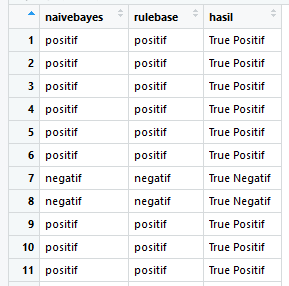 naivebayes rulebase hasil
1 positif positif True Positif
2 positif positif True Positif
3 positif positif True Positif
4 positif positif True Positif
5 positif positif True Positif
6 positif positif True Positif
7 negatif negatif True Negatif
8 negatif negatif True Negatif
9 positif positif True Positif
10 positif positif True Positif
11 positif positif True Positif